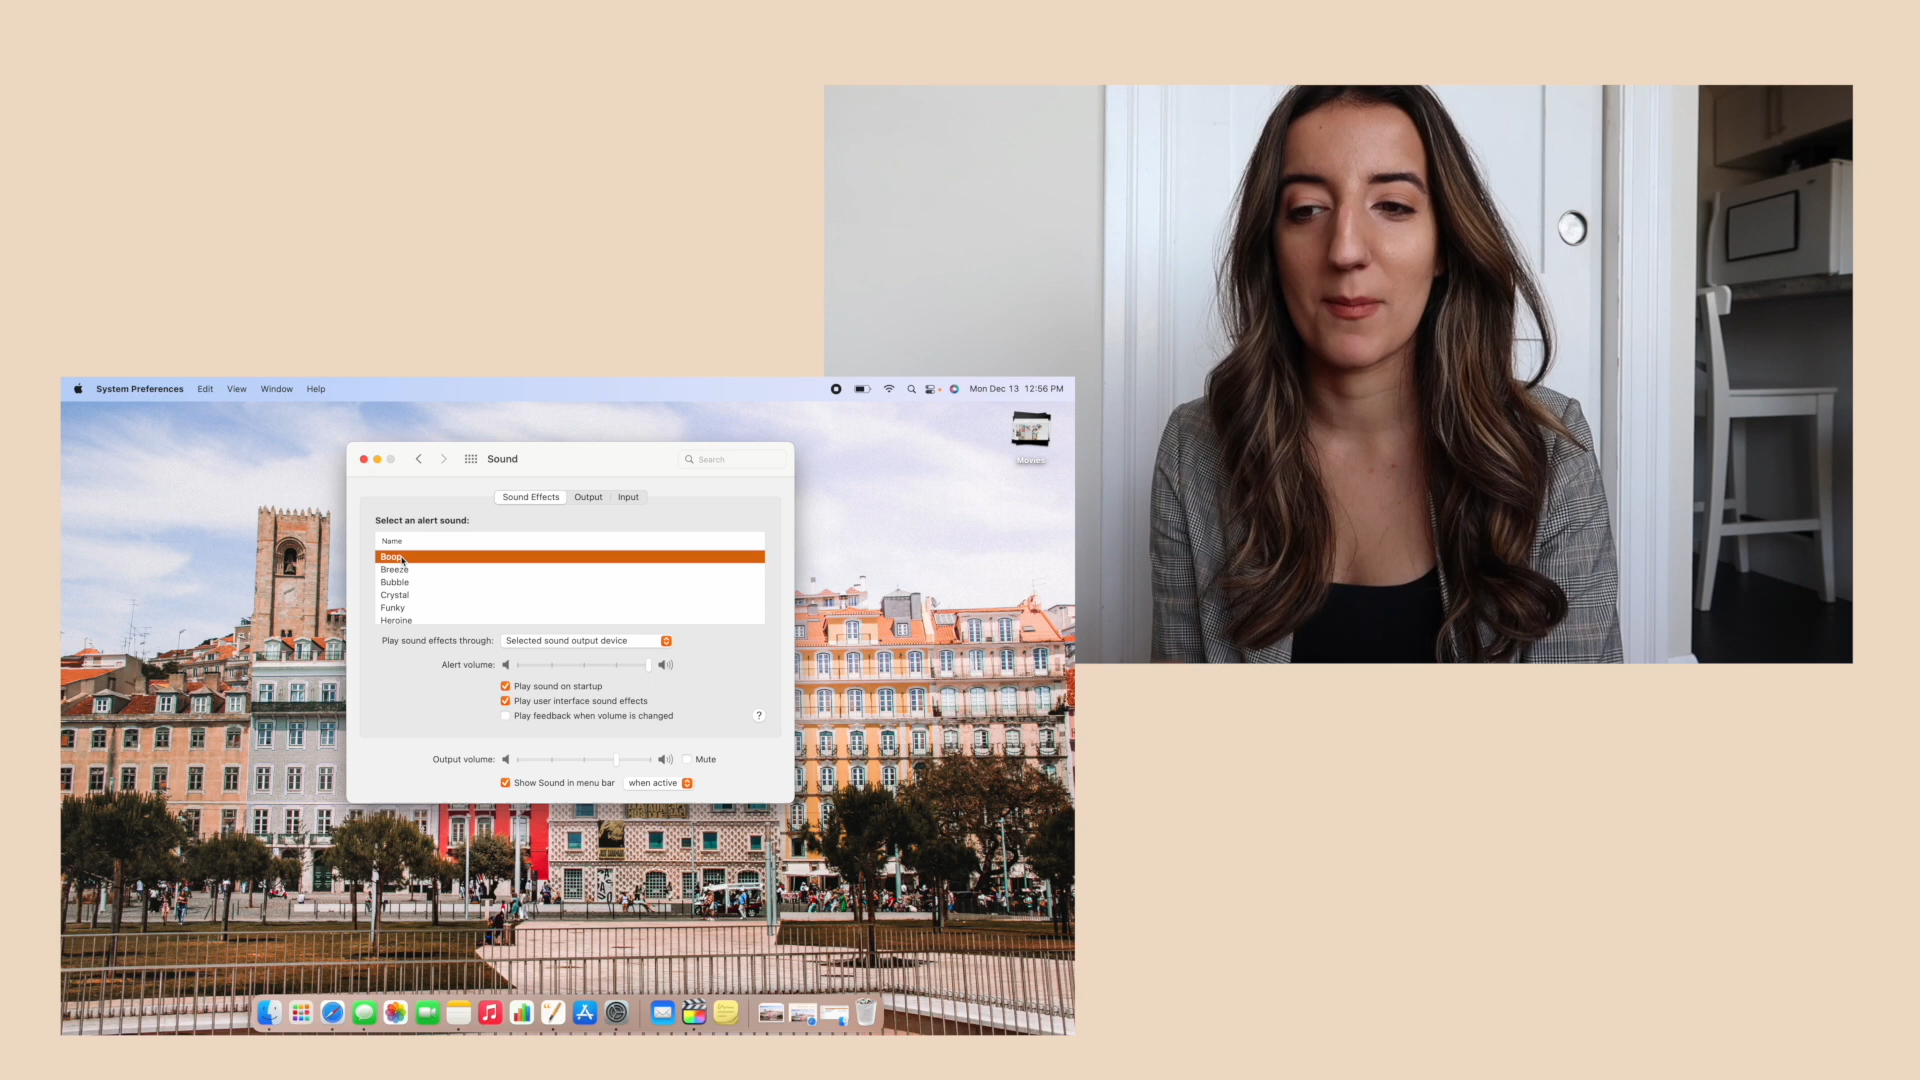 System Preferences Edit View Window Help Mon Dec 13 12:56 PM
Movies
Sound Search
Sound Effects Output Input
Select an alert sound:
Name
Boop
Breeze
Bubble
Crystal
Funky
Heroine
Play sound effects through: Selected sound output device
Alert volume:
Play sound on startup
Play user interface sound effects
Play feedback when volume is changed
?
Output volume: Mute
Show Sound in menu bar when active